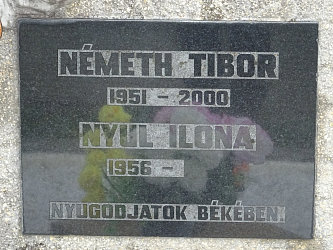 NÉMETH TIBOR
1951 - 2000
NYUL ILONA
1956 -
NYUGODJATOK BÉKÉBEN.